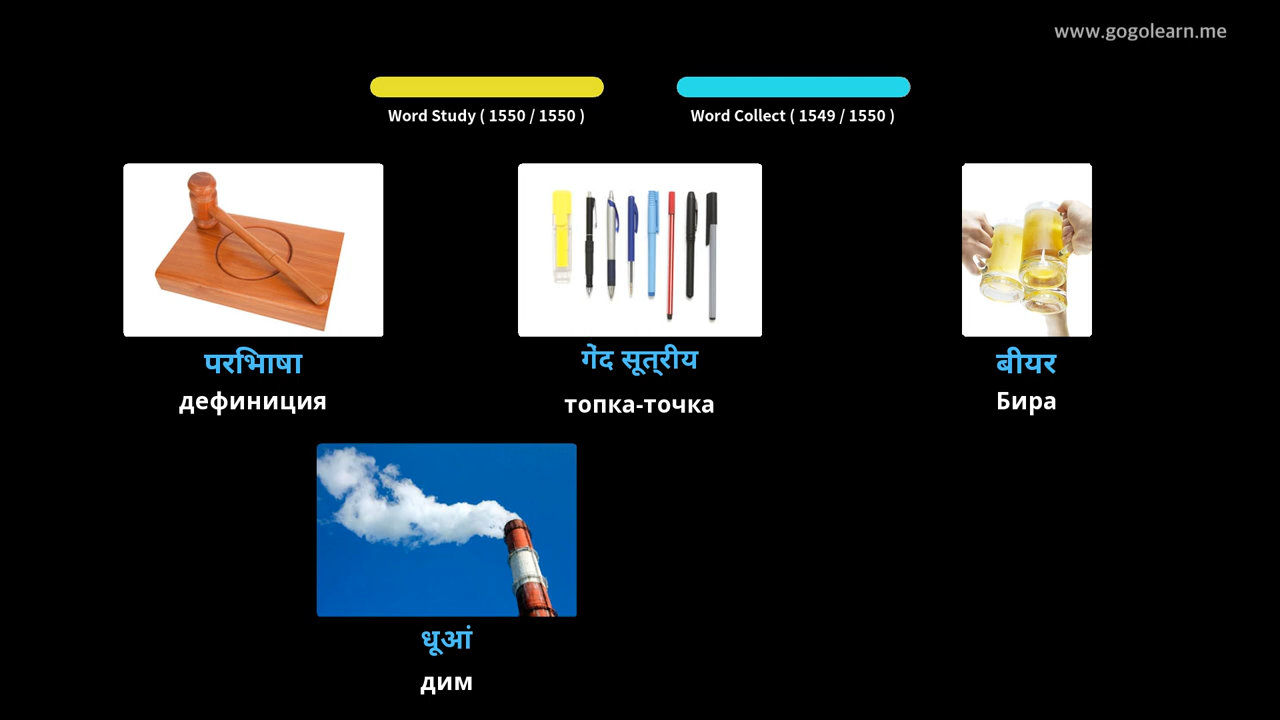 www.gogolearn.me
Word Study ( 1550 / 1550 )
Word Collect ( 1549 / 1550 )
परिभाषा
गेंद सूत्रीय
बीयर
дефиниция
топка-точка
Бира
धूआं
дим